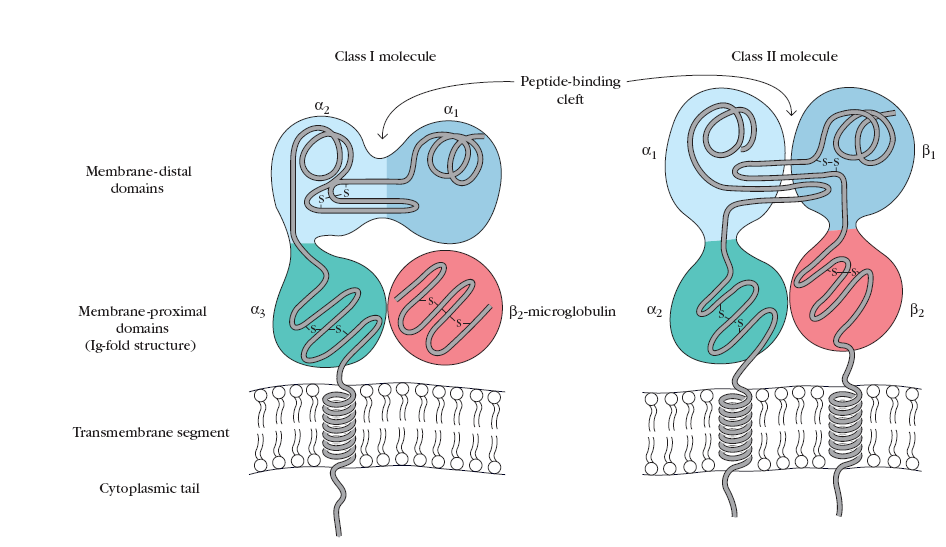 Class I molecule
Class II molecule
Peptide-binding
cleft
α2
α1
α1
β1
S
S
S-S
Membrane-distal
domains
Membrane-proximal
domains
(Ig-fold structure)
α3
S
S
S
S
β2-microglobulin
α2
S
S
S
S
β2
Transmembrane segment
Cytoplasmic tail